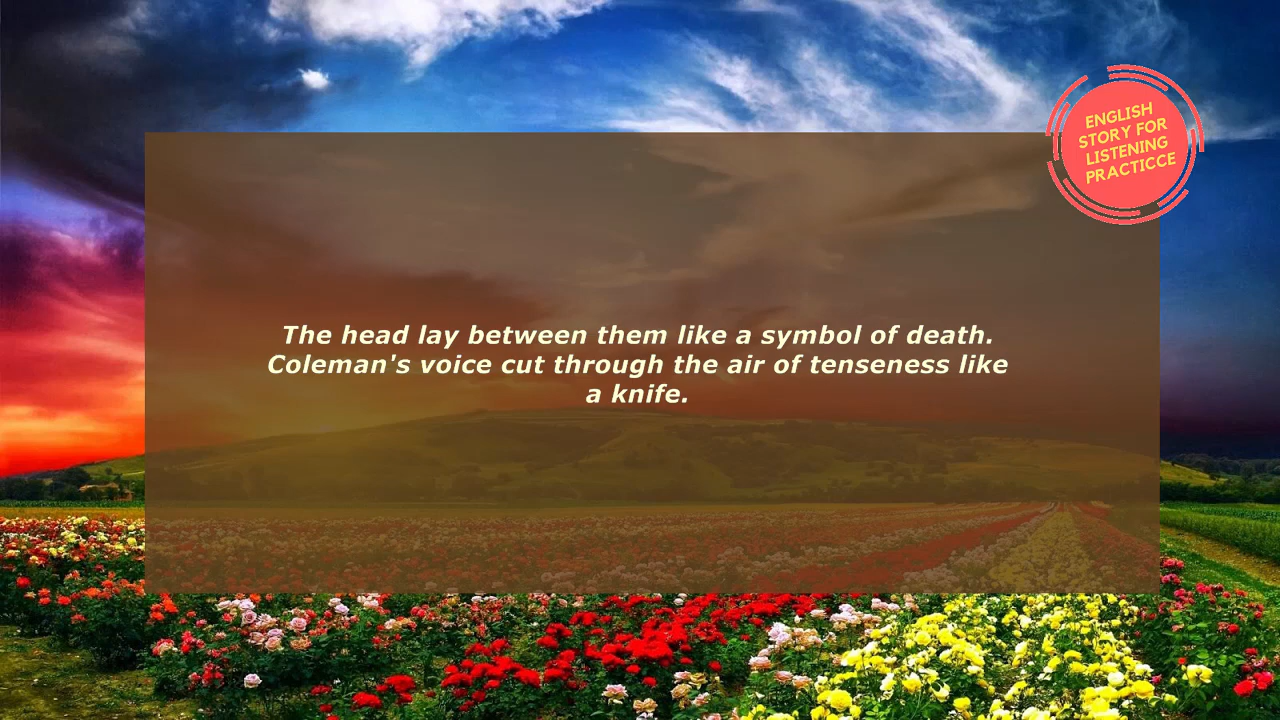 ENGLISH
STORY FOR
LISTENING
PRACTICCE
The head lay between them like a symbol of death.
Coleman's voice cut through the air of tenseness like
a knife.